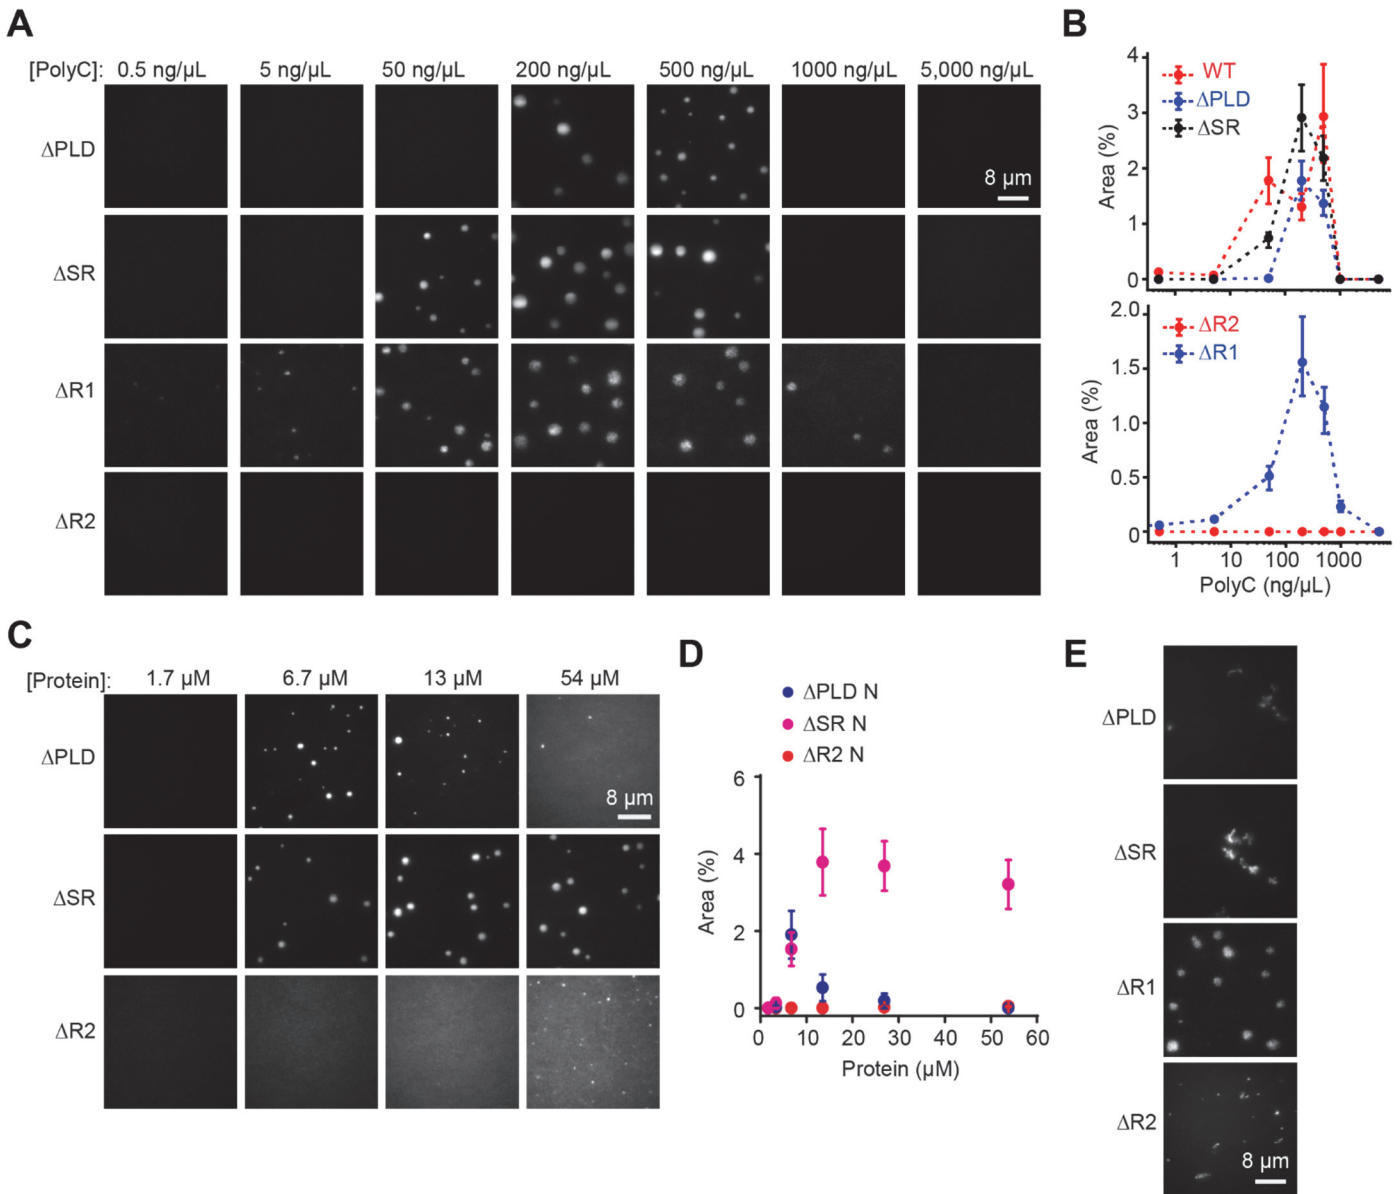 A
[PolyC]: 0.5 ng/μL 5 ng/μL 50 ng/μL 200 ng/μL 500 ng/μL 1000 ng/μL 5,000 ng/μL
ΔPLD
8 μm
ΔSR
ΔR1
ΔR2
B
4
3
2
1
0
Area (%)
WT
ΔPLD
ΔSR
2.0
1.5
1.0
0.5
0
Area (%)
ΔR2
ΔR1
1 10 100 1000
PolyC (ng/μL)
C
[Protein]: 1.7 μM 6.7 μM 13 μM 54 μM
ΔPLD
8 μm
ΔSR
ΔR2
D
ΔPLD N
ΔSR N
ΔR2 N
6
4
2
0
Area (%)
0 10 20 30 40 50 60
Protein (μM)
E
ΔPLD
ΔSR
ΔR1
ΔR2
8 μm